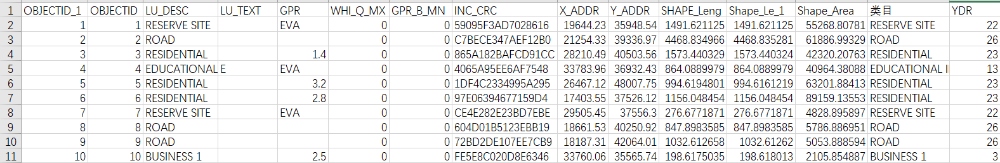 1 OBJECTID_1 OBJECTID LU_DESC LU_TEXT GPR WHI_Q_MX GPR_B_MN INC_CRC X_ADDR Y_ADDR SHAPE_Leng Shape_Le_1 Shape_Area 类目 YDR
2 1 1 RESERVE SITE EVA 0 0 59095F3AD7028616 19644.23 35948.54 1491.621125 1491.621125 55268.80781 RESERVE SITE 22
3 2 2 ROAD 0 0 C7BECE347AEF12B0 21254.33 39336.97 4468.834966 4468.835281 61886.99329 ROAD 26
4 3 3 RESIDENTIAL 1.4 0 0 865A182BAFCD91CC 28210.49 40503.56 1573.440329 1573.440324 42320.20763 RESIDENTIAL 23
5 4 4 EDUCATIONAL E EVA 0 0 4065A95EE6AF7548 33783.96 36932.43 864.0889979 864.0889979 40964.38088 EDUCATIONAL I 13
6 5 5 RESIDENTIAL 3.2 0 0 1DF4C2334995A295 26467.12 48007.75 994.6194801 994.6161219 63201.88413 RESIDENTIAL 23
7 6 6 RESIDENTIAL 2.8 0 0 97E06394677159D4 17403.55 37526.12 1156.048454 1156.048454 89159.13553 RESIDENTIAL 23
8 7 7 RESERVE SITE EVA 0 0 CE4E282E23BD7EBE 29505.45 37556.3 276.6771871 276.6771871 4828.895897 RESERVE SITE 22
9 8 8 ROAD 0 0 604D01B5123EBB19 18661.53 40250.92 847.8983585 847.8983585 5786.886951 ROAD 26
10 9 9 ROAD 0 0 72BD2DE107EE7CB9 18187.31 42064.01 1032.612658 1032.61262 5053.888594 ROAD 26
11 10 10 BUSINESS 1 2.5 0 0 FE5E8C020D8E6346 33760.06 35565.74 198.6175035 198.618013 2105.854887 BUSINESS 1 3